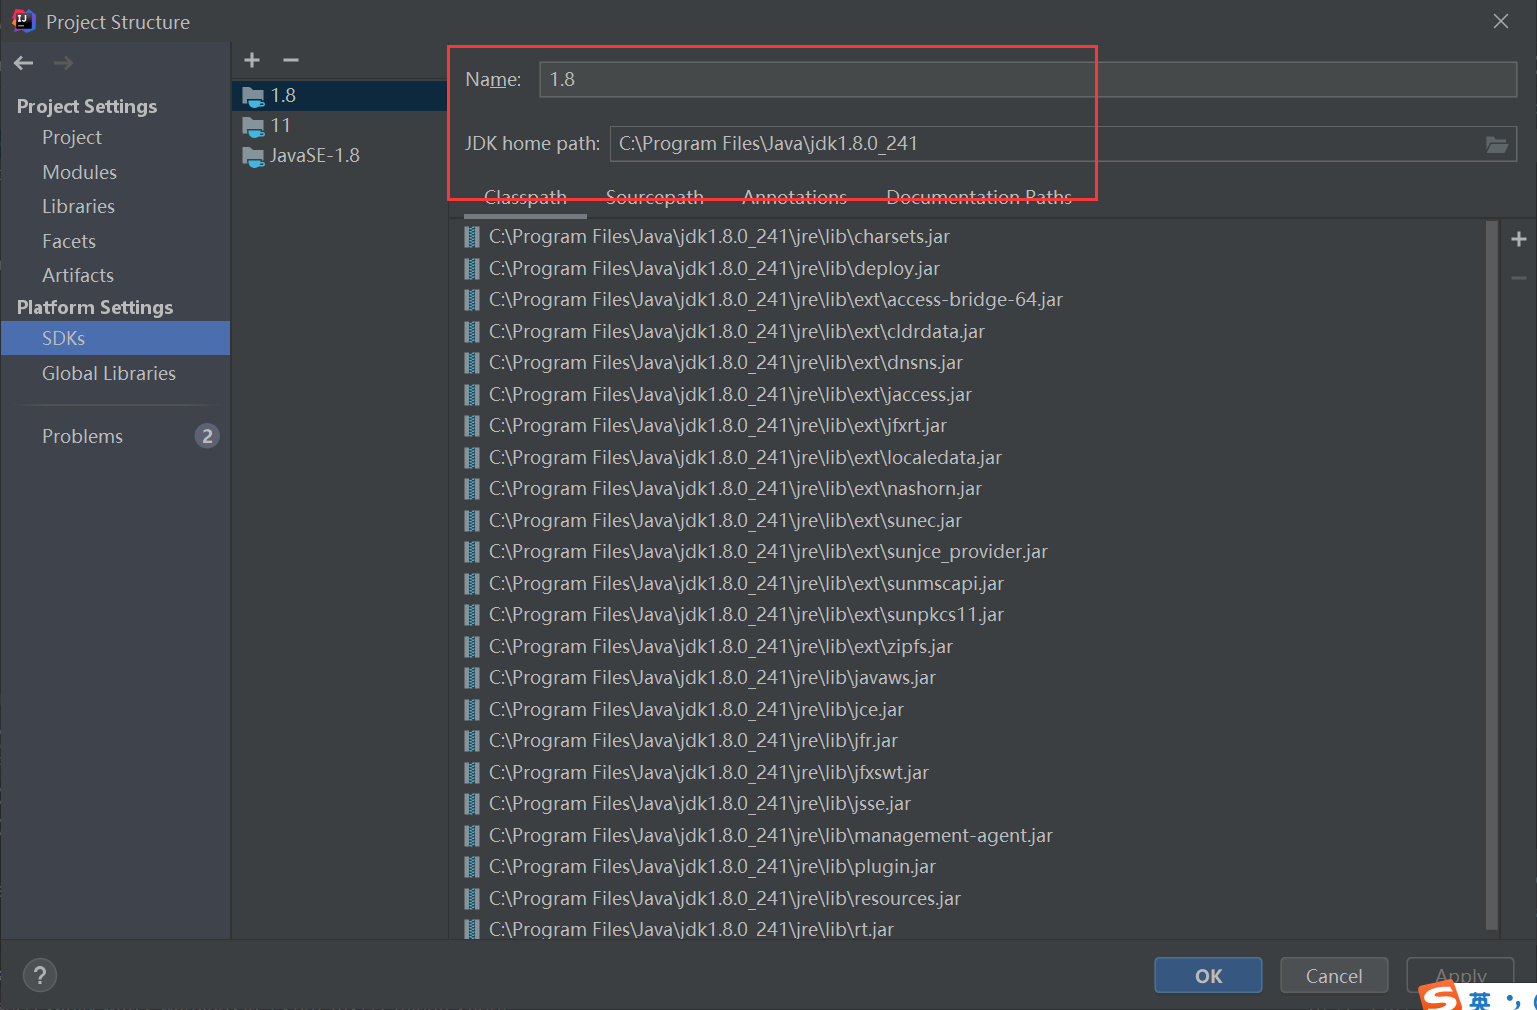 Project Structure
Project Settings
Project
Modules
Libraries
Facets
Artifacts
Platform Settings
SDKs
Global Libraries
Problems 2
1.8
11
JavaSE-1.8
Name: 1.8
JDK home path: C:\Program Files\Java\jdk1.8.0_241
Classpath Sourcepath Annotations Documentation Paths
C:\Program Files\Java\jdk1.8.0_241\jre\lib\charsets.jar
C:\Program Files\Java\jdk1.8.0_241\jre\lib\deploy.jar
C:\Program Files\Java\jdk1.8.0_241\jre\lib\ext\access-bridge-64.jar
C:\Program Files\Java\jdk1.8.0_241\jre\lib\ext\cldrdata.jar
C:\Program Files\Java\jdk1.8.0_241\jre\lib\ext\dnsns.jar
C:\Program Files\Java\jdk1.8.0_241\jre\lib\ext\jaccess.jar
C:\Program Files\Java\jdk1.8.0_241\jre\lib\ext\jfxrt.jar
C:\Program Files\Java\jdk1.8.0_241\jre\lib\ext\localedata.jar
C:\Program Files\Java\jdk1.8.0_241\jre\lib\ext\nashorn.jar
C:\Program Files\Java\jdk1.8.0_241\jre\lib\ext\sunec.jar
C:\Program Files\Java\jdk1.8.0_241\jre\lib\ext\sunjce_provider.jar
C:\Program Files\Java\jdk1.8.0_241\jre\lib\ext\sunmscapi.jar
C:\Program Files\Java\jdk1.8.0_241\jre\lib\ext\sunpkcs11.jar
C:\Program Files\Java\jdk1.8.0_241\jre\lib\ext\zipfs.jar
C:\Program Files\Java\jdk1.8.0_241\jre\lib\javaws.jar
C:\Program Files\Java\jdk1.8.0_241\jre\lib\jce.jar
C:\Program Files\Java\jdk1.8.0_241\jre\lib\jfr.jar
C:\Program Files\Java\jdk1.8.0_241\jre\lib\jfxswt.jar
C:\Program Files\Java\jdk1.8.0_241\jre\lib\jsse.jar
C:\Program Files\Java\jdk1.8.0_241\jre\lib\management-agent.jar
C:\Program Files\Java\jdk1.8.0_241\jre\lib\plugin.jar
C:\Program Files\Java\jdk1.8.0_241\jre\lib\resources.jar
C:\Program Files\Java\jdk1.8.0_241\jre\lib\rt.jar
? OK Cancel Apply
英